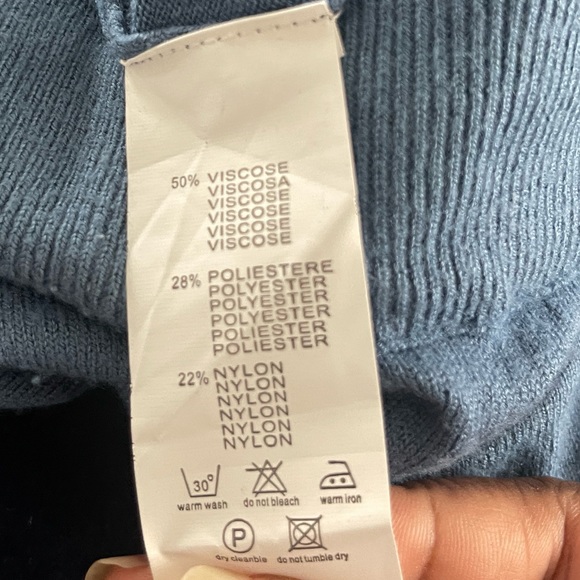 50% VISCOSE
VISCOSA
VISCOSE
VISCOSE
VISCOSE
VISCOSE
28% POLIESTERE
POLYESTER
POLYESTER
POLYESTER
POLIESTER
POLIESTER
22% NYLON
NYLON
NYLON
NYLON
NYLON
NYLON
30°
warm wash do not bleach warm iron
P
dry cleanble do not tumble dry